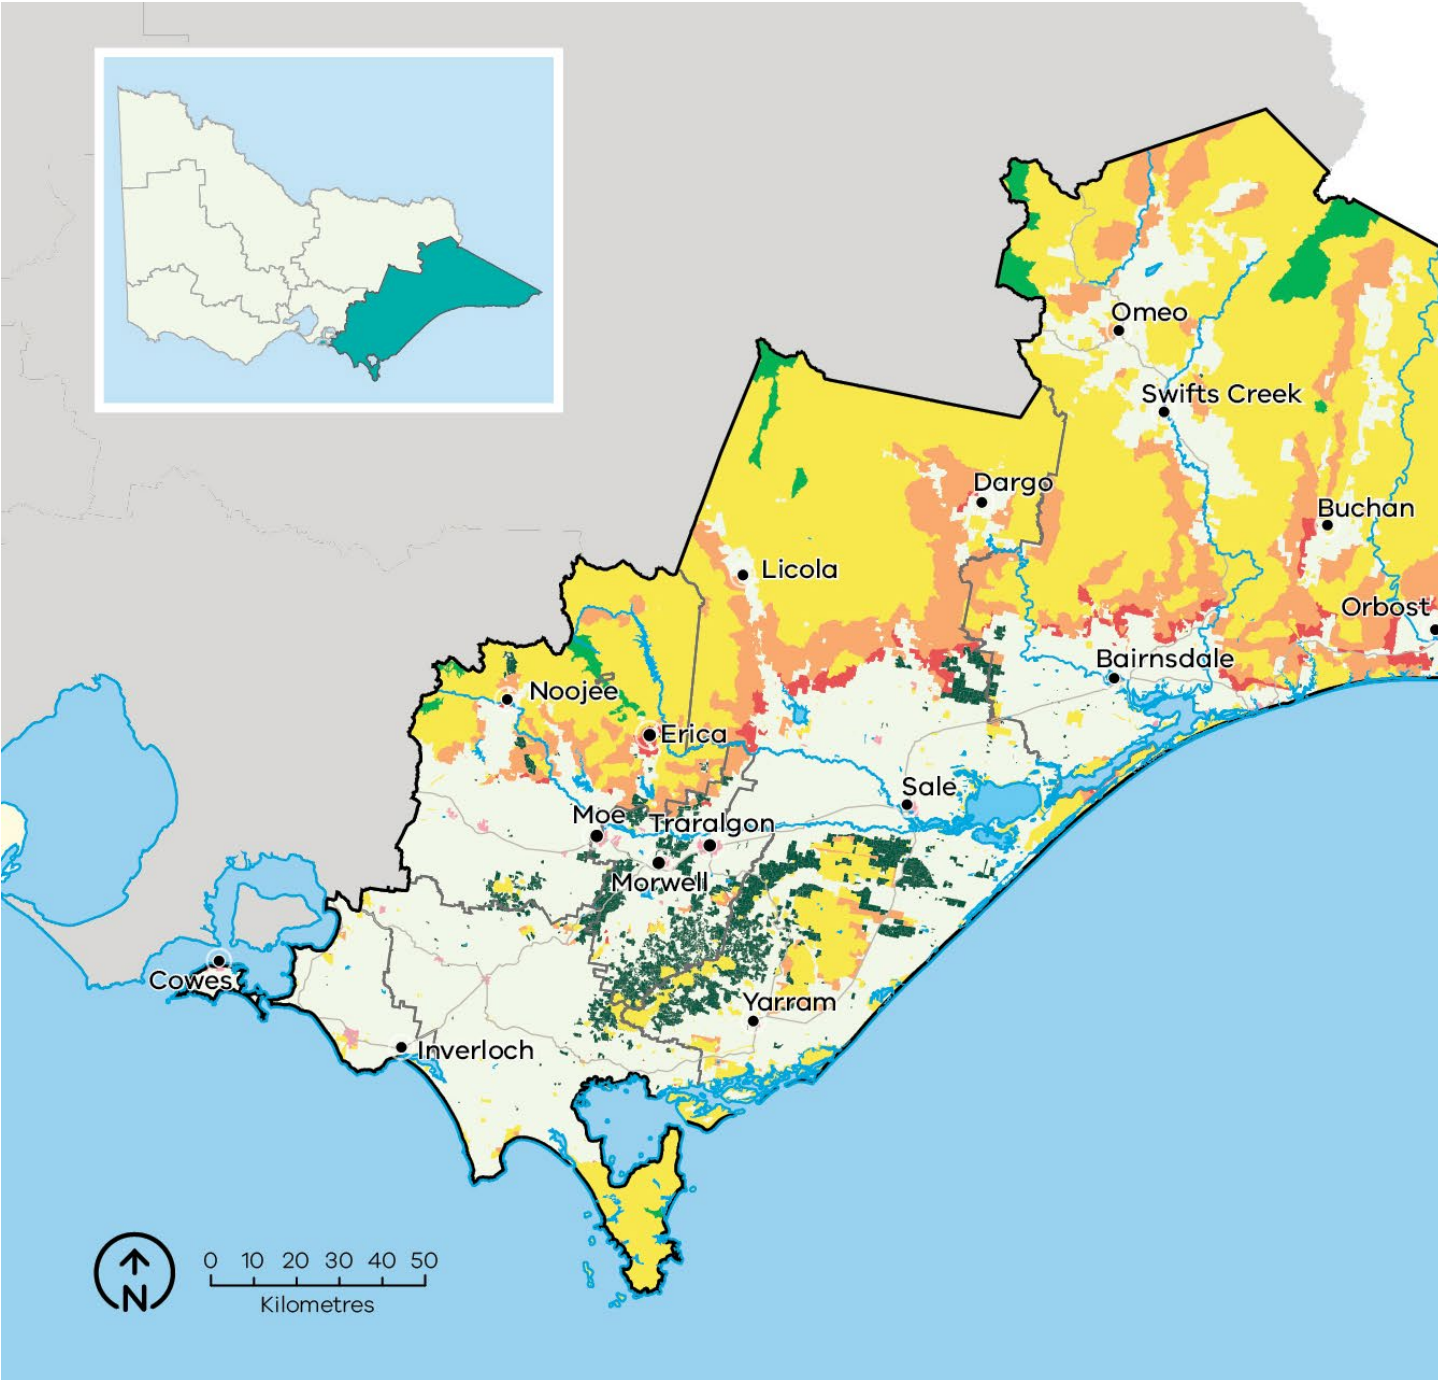 Omeo
Swifts Creek
Dargo
Buchan
Licola
Orbost
Bairnsdale
Noojee
Erica
Sale
Moe
Traralgon
Morwell
Cowes
Yarram
Inverloch
N
0 10 20 30 40 50
Kilometres